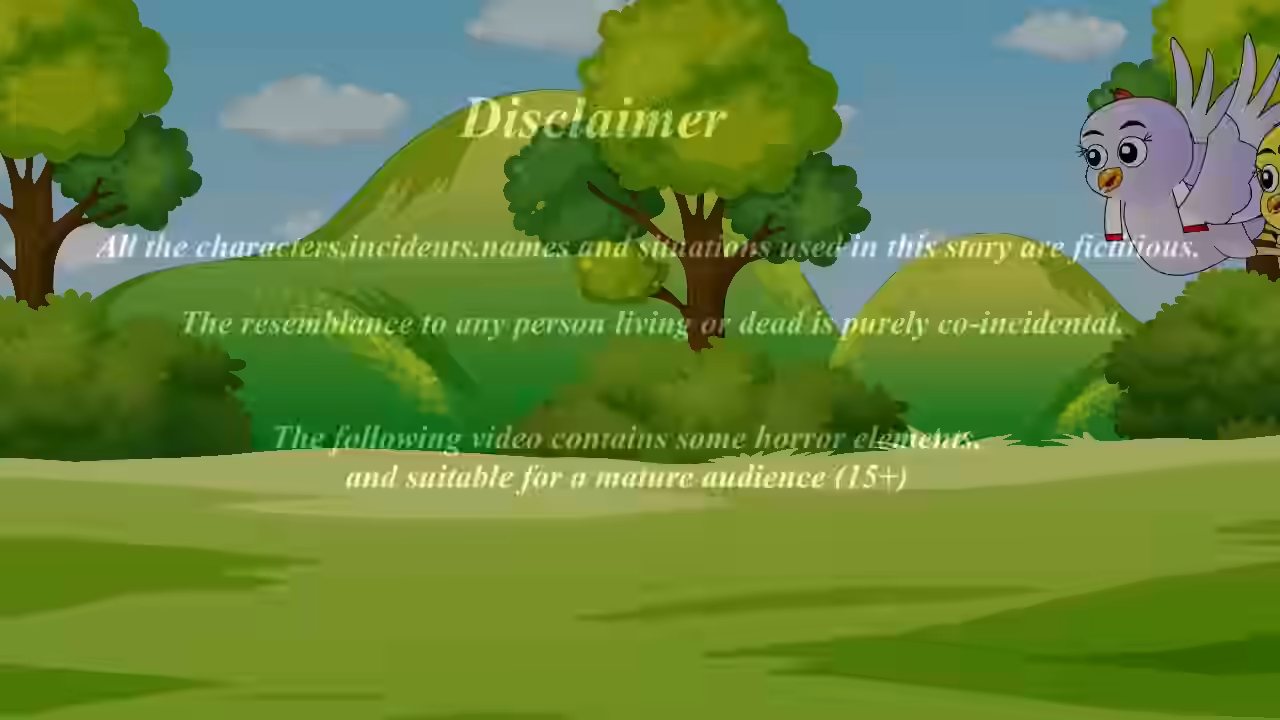 Disclaimer
All the characters,incidents.names and situations used in this story are fictitious.
The resemblance to any person living or dead is purely co-incidental.
The following video contains some horror elements.
and suitable for a mature audience (15+)